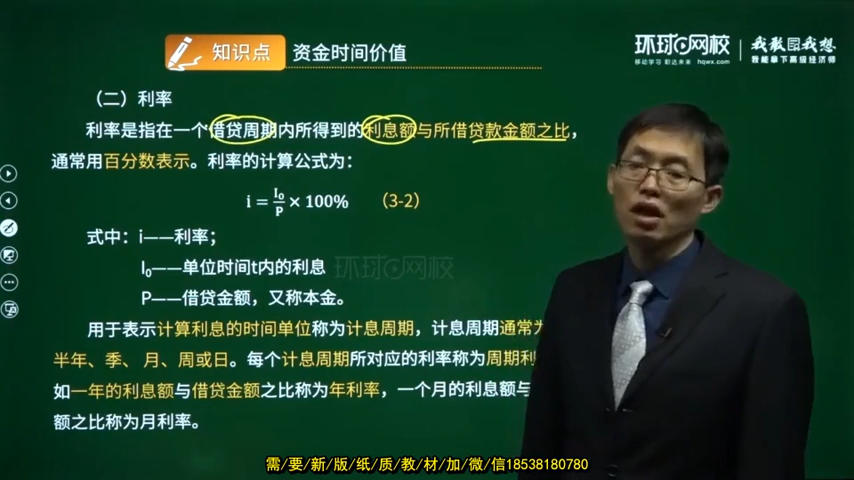 知识点 资金时间价值
环球网校
移动学习 职达未来 hqwx.com
我敢我想
我能拿下高级经济师
（二）利率
利率是指在一个借贷周期内所得到的利息额与所借贷款金额之比，
通常用百分数表示。利率的计算公式为：
i = I₀/P × 100% （3-2）
式中：i——利率；
I₀——单位时间t内的利息
环球网校
P——借贷金额，又称本金。
用于表示计算利息的时间单位称为计息周期，计息周期通常为
半年、季、月、周或日。每个计息周期所对应的利率称为周期利
如一年的利息额与借贷金额之比称为年利率，一个月的利息额与
额之比称为月利率。
需/要/新/版/纸/质/教/材/加/微/信18538180780